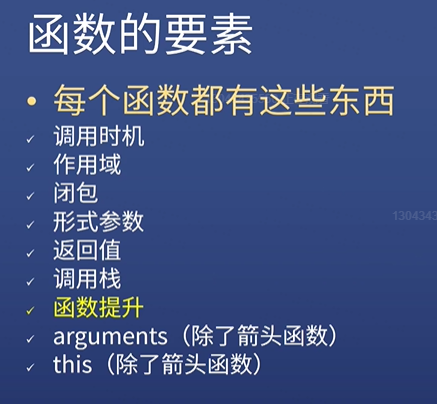 函数的要素
• 每个函数都有这些东西
✓ 调用时机
✓ 作用域
✓ 闭包
✓ 形式参数
✓ 返回值
✓ 调用栈
✓ 函数提升
✓ arguments（除了箭头函数）
✓ this（除了箭头函数）